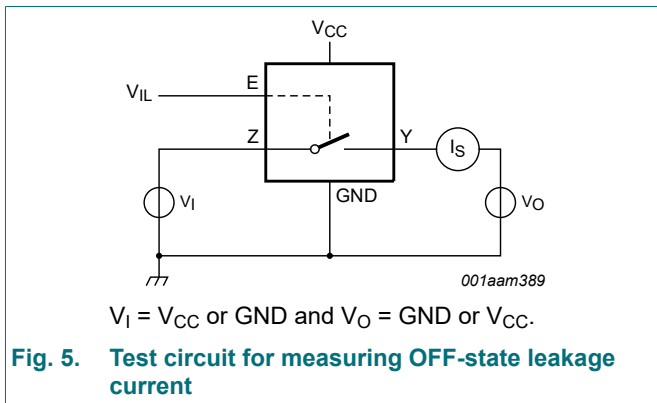 VCC
E
VIL
Z
Y
IS
GND
VI
VO
001aam389
VI = VCC or GND and VO = GND or VCC.
Fig. 5. Test circuit for measuring OFF-state leakage
current